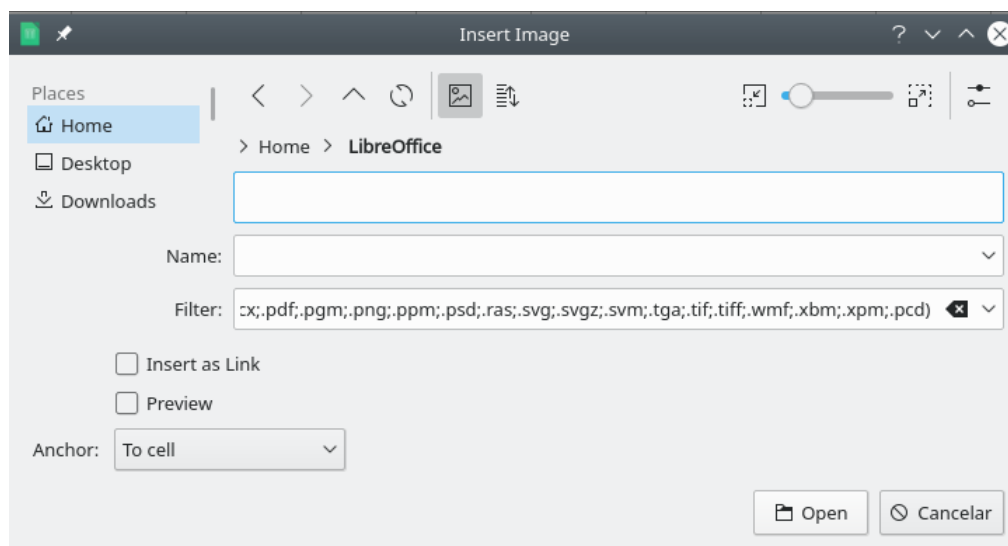 Insert Image
Places
Home
Desktop
Downloads
> Home > LibreOffice
Name:
Filter: cx;.pdf;.pgm;.png;.ppm;.psd;.ras;.svg;.svgz;.svm;.tga;.tif;.tiff;.wmf;.xbm;.xpm;.pcd)
Insert as Link
Preview
Anchor: To cell
Open Cancelar